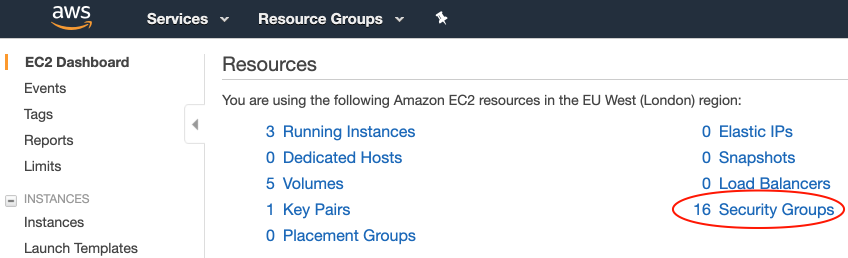 aws
Services
Resource Groups
EC2 Dashboard
Events
Tags
Reports
Limits
INSTANCES
Instances
Launch Templates
Resources
You are using the following Amazon EC2 resources in the EU West (London) region:
3 Running Instances
0 Dedicated Hosts
5 Volumes
1 Key Pairs
0 Placement Groups
0 Elastic IPs
0 Snapshots
0 Load Balancers
16 Security Groups